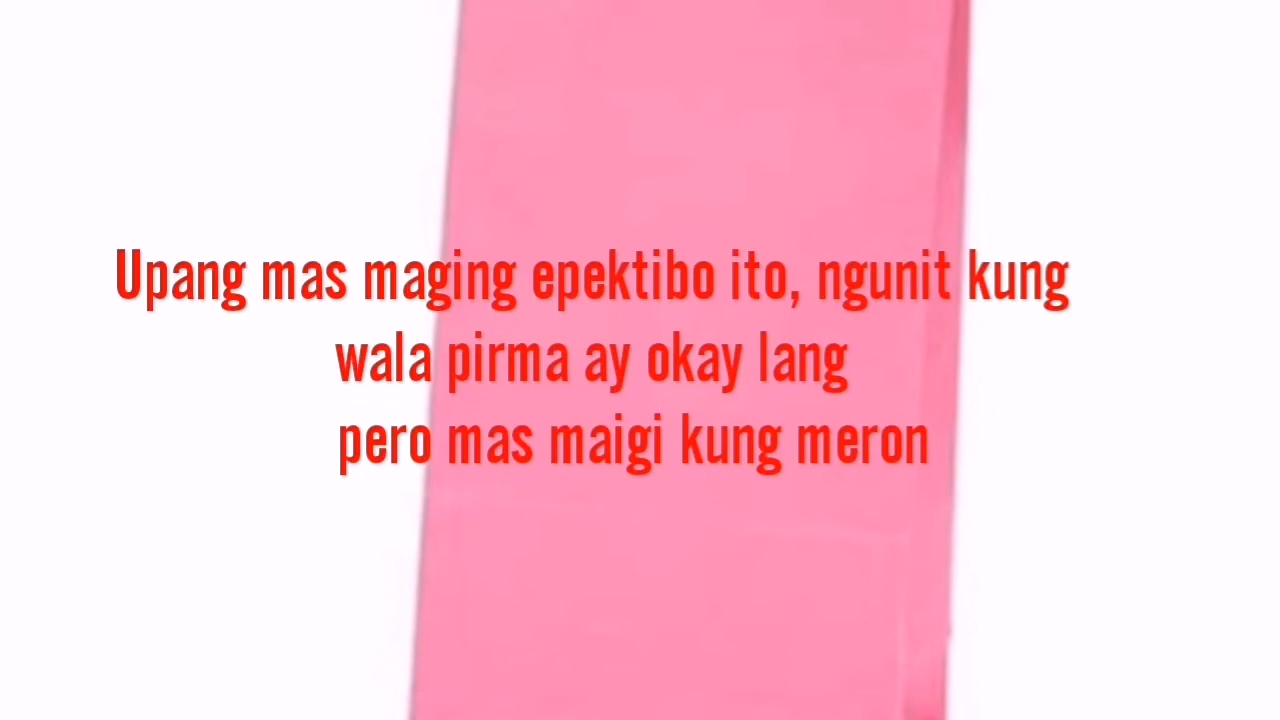 Upang mas maging epektibo ito, ngunit kung
wala pirma ay okay lang
pero mas maigi kung meron